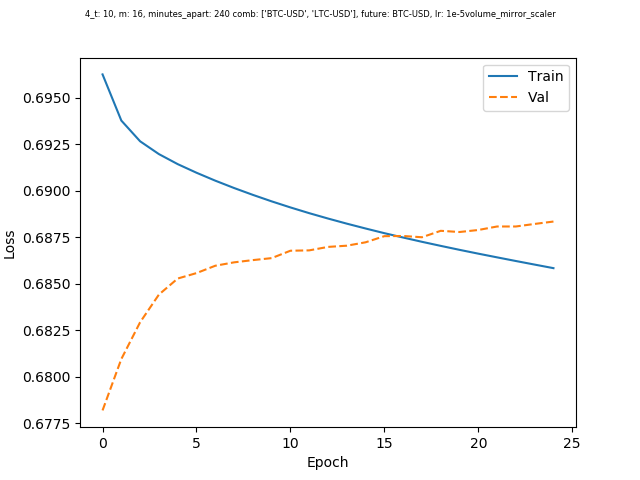 4_t: 10, m: 16, minutes_apart: 240 comb: ['BTC-USD', 'LTC-USD'], future: BTC-USD, lr: 1e-5volume_mirror_scaler
Train
Val
0.6950
0.6925
0.6900
0.6875
0.6850
0.6825
0.6800
0.6775
Loss
0 5 10 15 20 25
Epoch